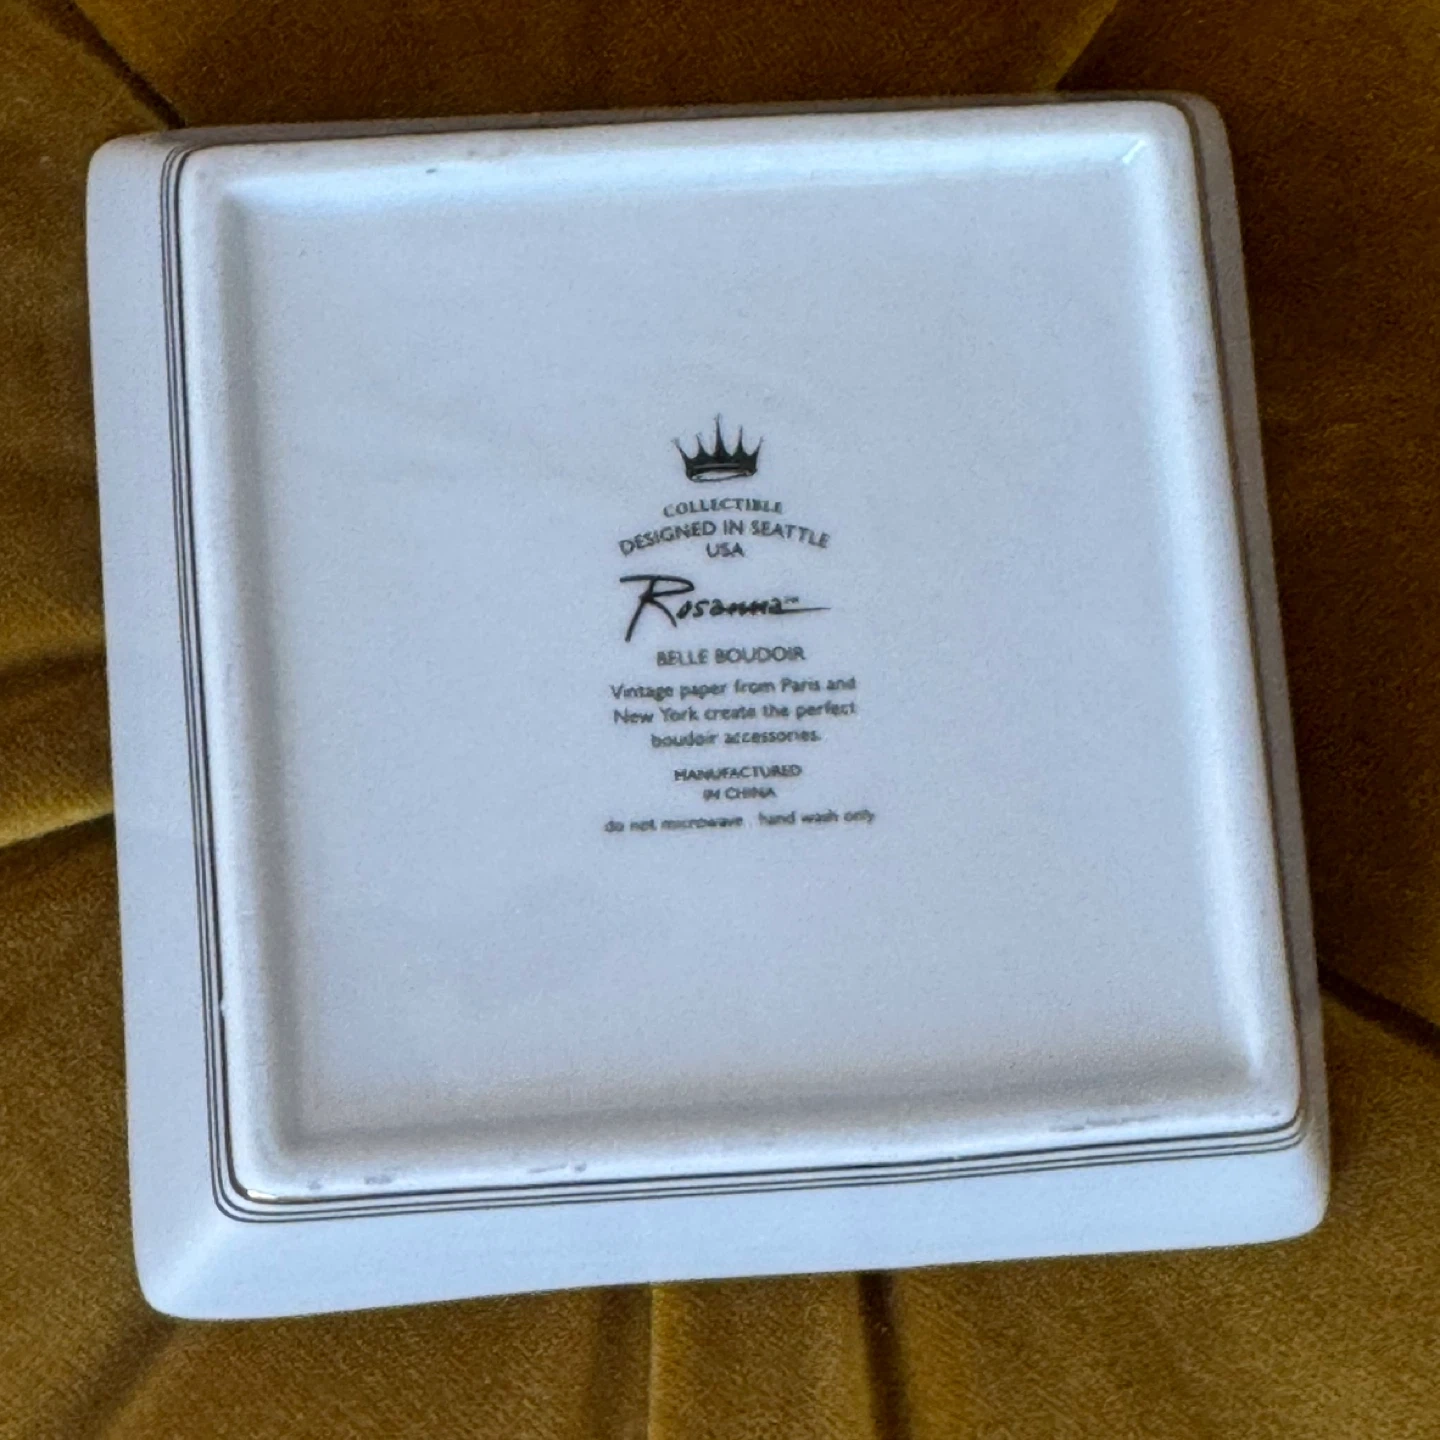 COLLECTIBLE
DESIGNED IN SEATTLE
USA
Rosanna™
BELLE BOUDOIR
Vintage paper from Paris and
New York create the perfect
boudoir accessories.
MANUFACTURED
IN CHINA
do not microwave . hand wash only